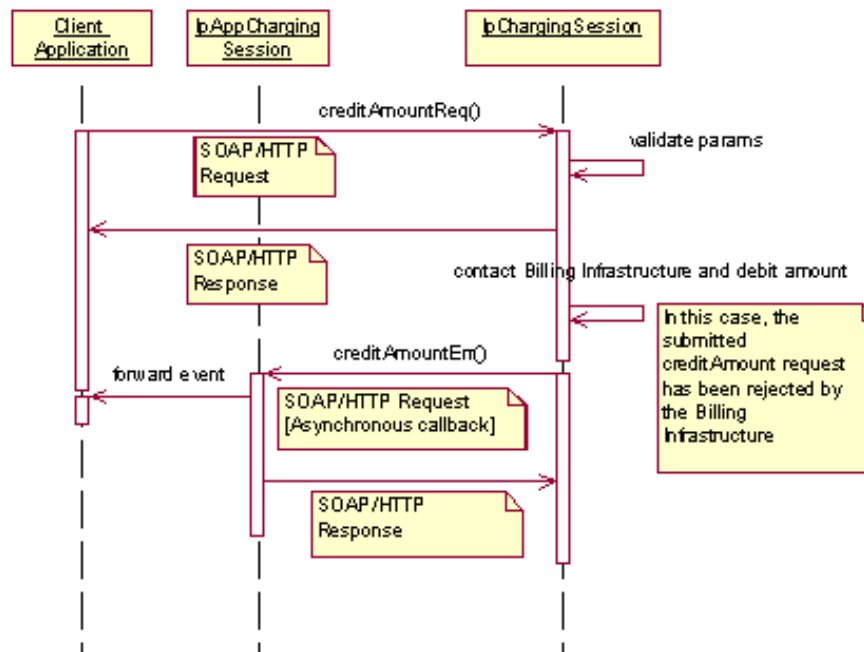 Client
Application
IpAppCharging
Session
IpChargingSession
creditAmountReq()
SOAP/HTTP
Request
validate params
SOAP/HTTP
Response
contact Billing Infrastructure and debit amount
In this case, the
submitted
creditAmount request
has been rejected by
the Billing
Infrastructure
creditAmountErr()
forward event
SOAP/HTTP Request
[Asynchronous callback]
SOAP/HTTP
Response